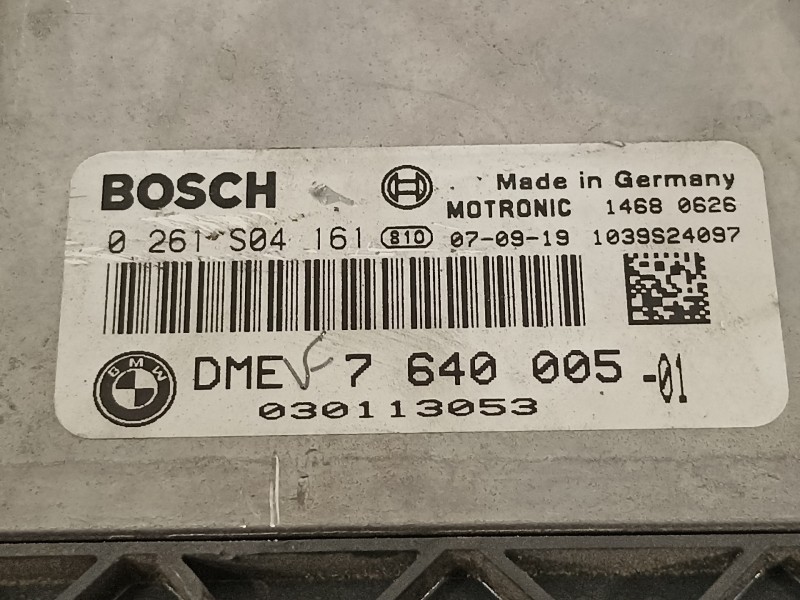 BOSCH
Made in Germany
MOTRONIC 1468 0626
0 261 S04 161 810 07-09-19 1039S24097
BMW
DME 7 640 005 -01
030113053